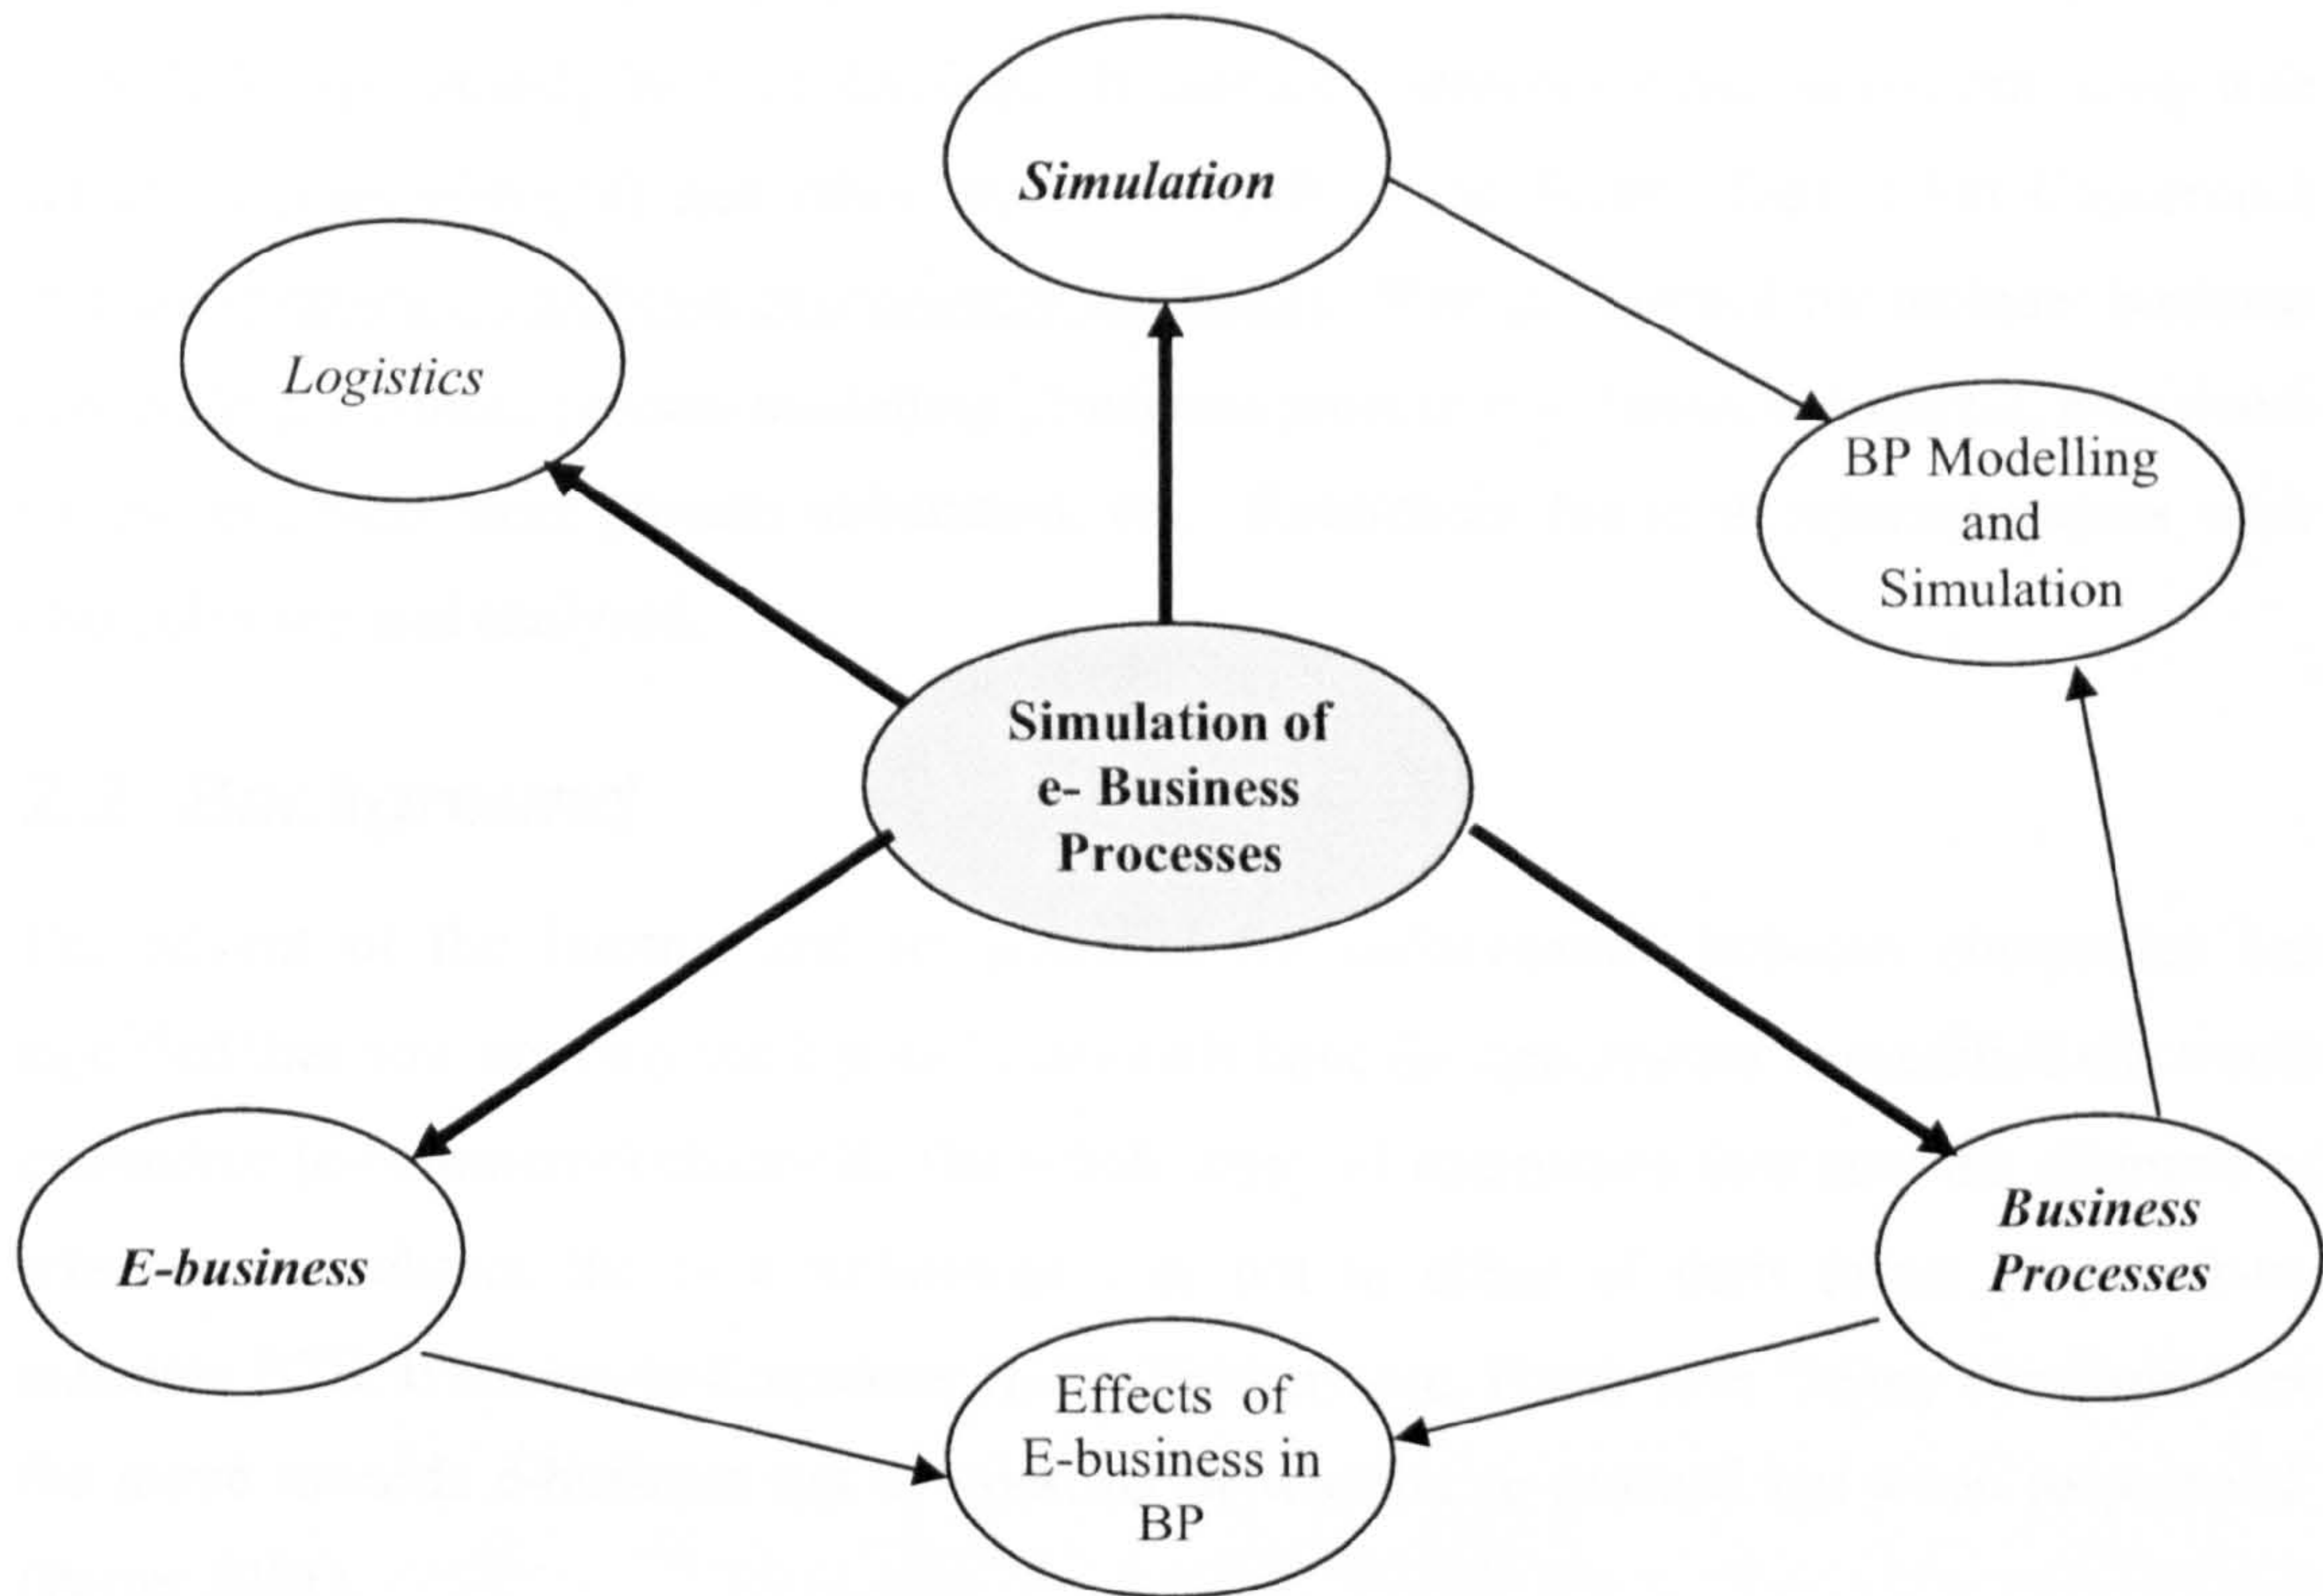 Simulation
Logistics
BP Modelling
and
Simulation
Simulation of
e- Business
Processes
E-business
Business
Processes
Effects of
E-business in
BP